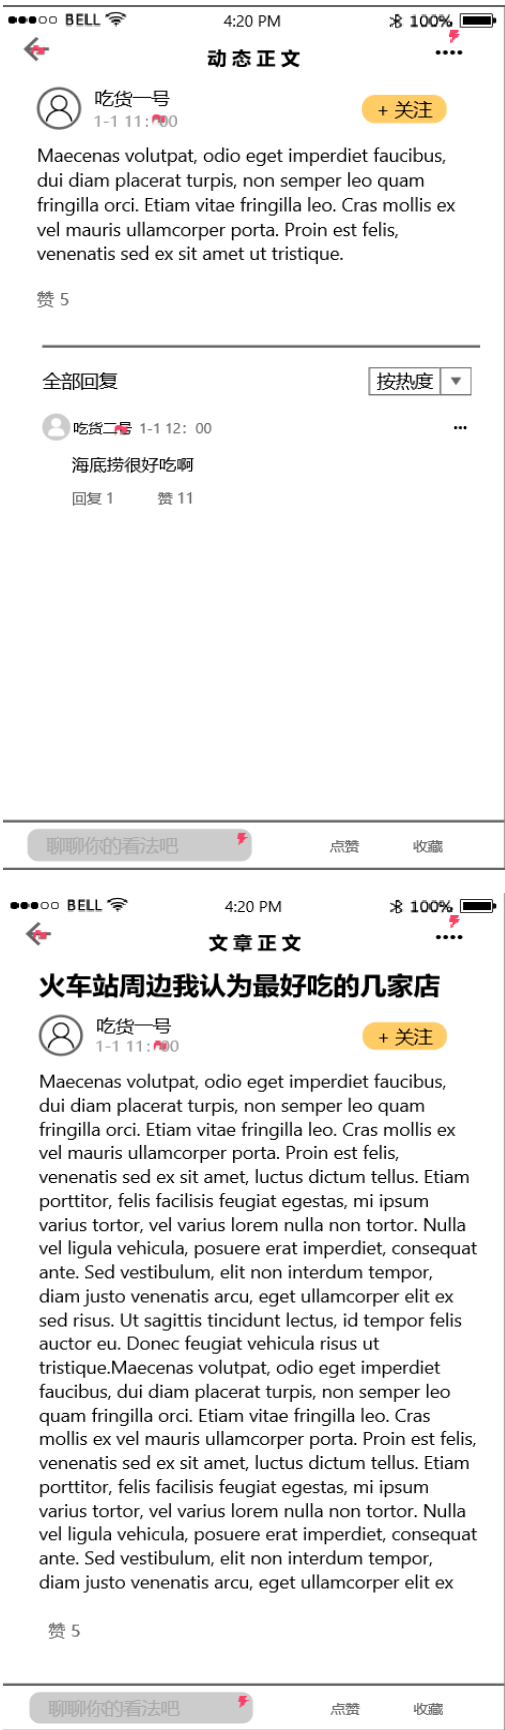 BELL 4:20 PM 100%
动态正文
吃货一号
1-1 11:00
+ 关注
Maecenas volutpat, odio eget imperdiet faucibus,
dui diam placerat turpis, non semper leo quam
fringilla orci. Etiam vitae fringilla leo. Cras mollis ex
vel mauris ullamcorper porta. Proin est felis,
venenatis sed ex sit amet ut tristique.
赞 5
全部回复 按热度
吃货二号 1-1 12：00
海底捞很好吃啊
回复 1 赞 11
聊聊你的看法吧 点赞 收藏
BELL 4:20 PM 100%
文章正文
火车站周边我认为最好吃的几家店
吃货一号
1-1 11:00
+ 关注
Maecenas volutpat, odio eget imperdiet faucibus,
dui diam placerat turpis, non semper leo quam
fringilla orci. Etiam vitae fringilla leo. Cras mollis ex
vel mauris ullamcorper porta. Proin est felis,
venenatis sed ex sit amet, luctus dictum tellus. Etiam
porttitor, felis facilisis feugiat egestas, mi ipsum
varius tortor, vel varius lorem nulla non tortor. Nulla
vel ligula vehicula, posuere erat imperdiet, consequat
ante. Sed vestibulum, elit non interdum tempor,
diam justo venenatis arcu, eget ullamcorper elit ex
sed risus. Ut sagittis tincidunt lectus, id tempor felis
auctor eu. Donec feugiat vehicula risus ut
tristique.Maecenas volutpat, odio eget imperdiet
faucibus, dui diam placerat turpis, non semper leo
quam fringilla orci. Etiam vitae fringilla leo. Cras
mollis ex vel mauris ullamcorper porta. Proin est felis,
venenatis sed ex sit amet, luctus dictum tellus. Etiam
porttitor, felis facilisis feugiat egestas, mi ipsum
varius tortor, vel varius lorem nulla non tortor. Nulla
vel ligula vehicula, posuere erat imperdiet, consequat
ante. Sed vestibulum, elit non interdum tempor,
diam justo venenatis arcu, eget ullamcorper elit ex
赞 5
聊聊你的看法吧 点赞 收藏